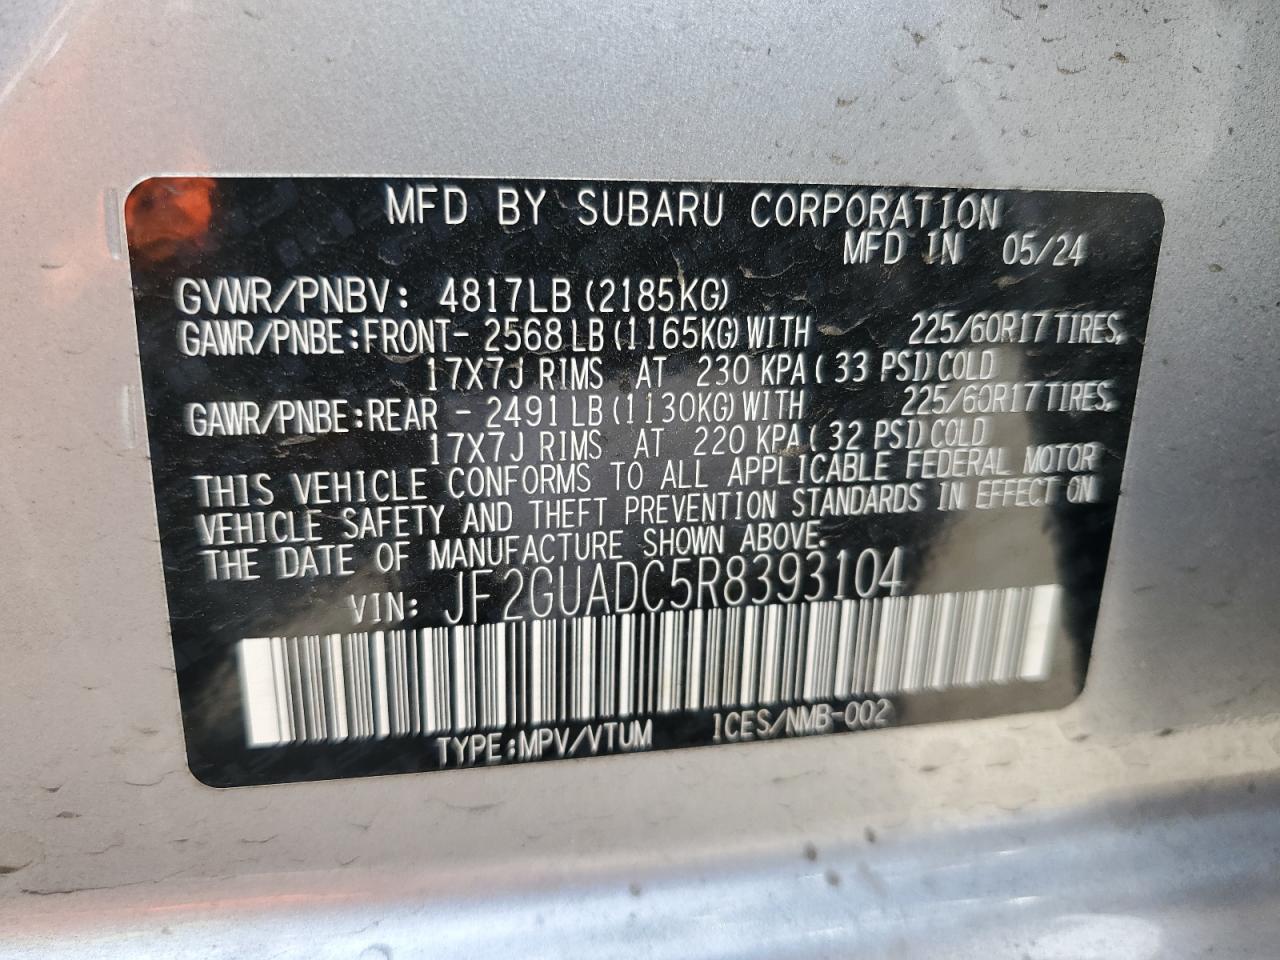 MFD BY SUBARU CORPORATION
MFD IN 05/24
GVWR/PNBV: 4817LB (2185KG)
GAWR/PNBE:FRONT- 2568LB (1165KG) WITH 225/60R17 TIRES,
17X7J RIMS AT 230 KPA ( 33 PSI) COLD
GAWR/PNBE:REAR - 2491LB (1130KG) WITH 225/60R17 TIRES,
17X7J RIMS AT 220 KPA ( 32 PSI) COLD
THIS VEHICLE CONFORMS TO ALL APPLICABLE FEDERAL MOTOR
VEHICLE SAFETY AND THEFT PREVENTION STANDARDS IN EFFECT ON
THE DATE OF MANUFACTURE SHOWN ABOVE.
VIN: JF2GUADC5R8393104
TYPE:MPV/VTUM ICES/NMB-002